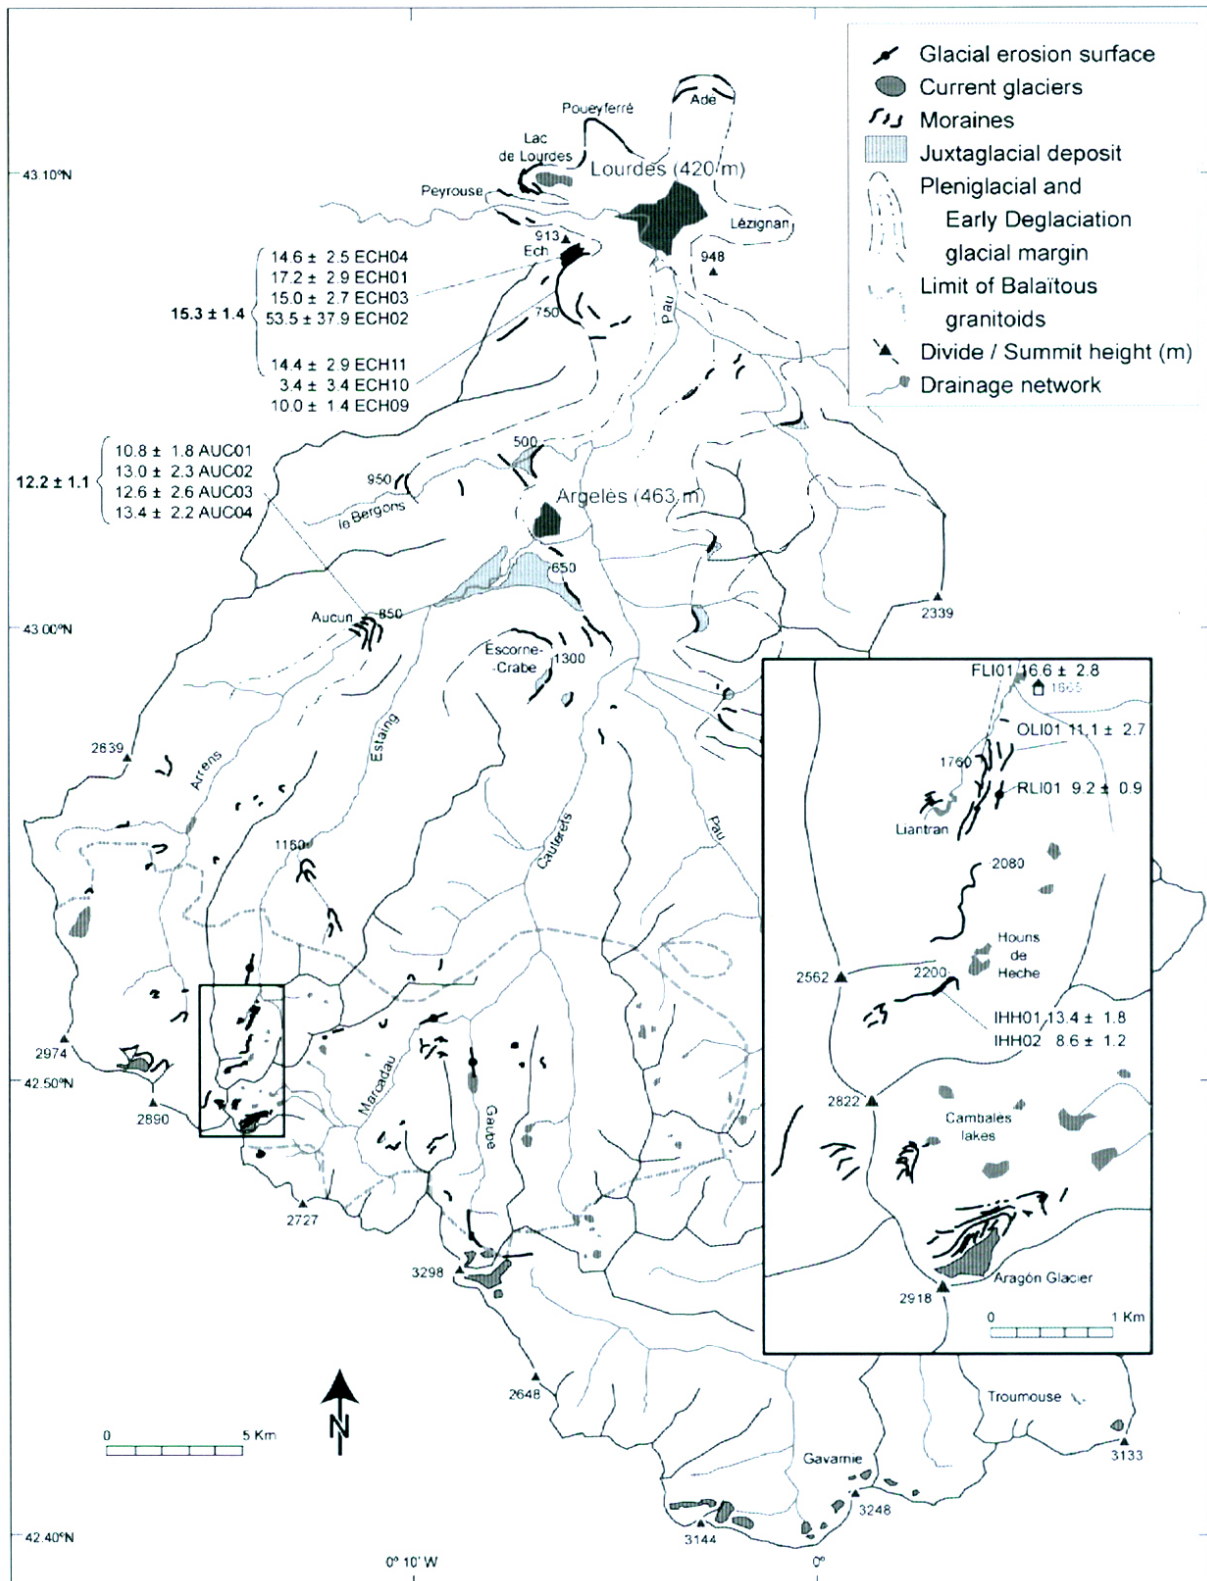 Glacial erosion surface
Current glaciers
Moraines
Juxtaglacial deposit
Pleniglacial and
Early Deglaciation
glacial margin
Limit of Balaïtous
granitoids
Divide / Summit height (m)
Drainage network
Adé
Poueyferré
Lac
de Lourdes
Lourdes (420 m)
43.10ºN
Peyrouse
Lézignan
913
Ech
948
14.6 ± 2.5 ECH04
17.2 ± 2.9 ECH01
15.0 ± 2.7 ECH03
53.5 ± 37.9 ECH02
15.3 ± 1.4
14.4 ± 2.9 ECH11
3.4 ± 3.4 ECH10
10.0 ± 1.4 ECH09
750
Pau
10.8 ± 1.8 AUC01
13.0 ± 2.3 AUC02
12.6 ± 2.6 AUC03
13.4 ± 2.2 AUC04
12.2 ± 1.1
500
950
le Bergons
Argelès (463 m)
650
2339
Aucun
850
43.00ºN
Escorne-
-Crabe
1300
Estaing
2639
Arrens
1160
Cauterets
Pau
FLI01 16.6 ± 2.8
1665
OLI01 11.1 ± 2.7
1760
RLI01 9.2 ± 0.9
Liantran
2080
Houns
de
Heche
2562
2200
IHH01 13.4 ± 1.8
IHH02 8.6 ± 1.2
2822
Cambalès
lakes
Aragón Glacier
2918
0 1 Km
2974
42.50ºN
2890
Marcadau
Gaube
2727
3298
2648
N
0 5 Km
Troumouse
3133
Gavarnie
3248
3144
42.40ºN
0º 10' W
0º